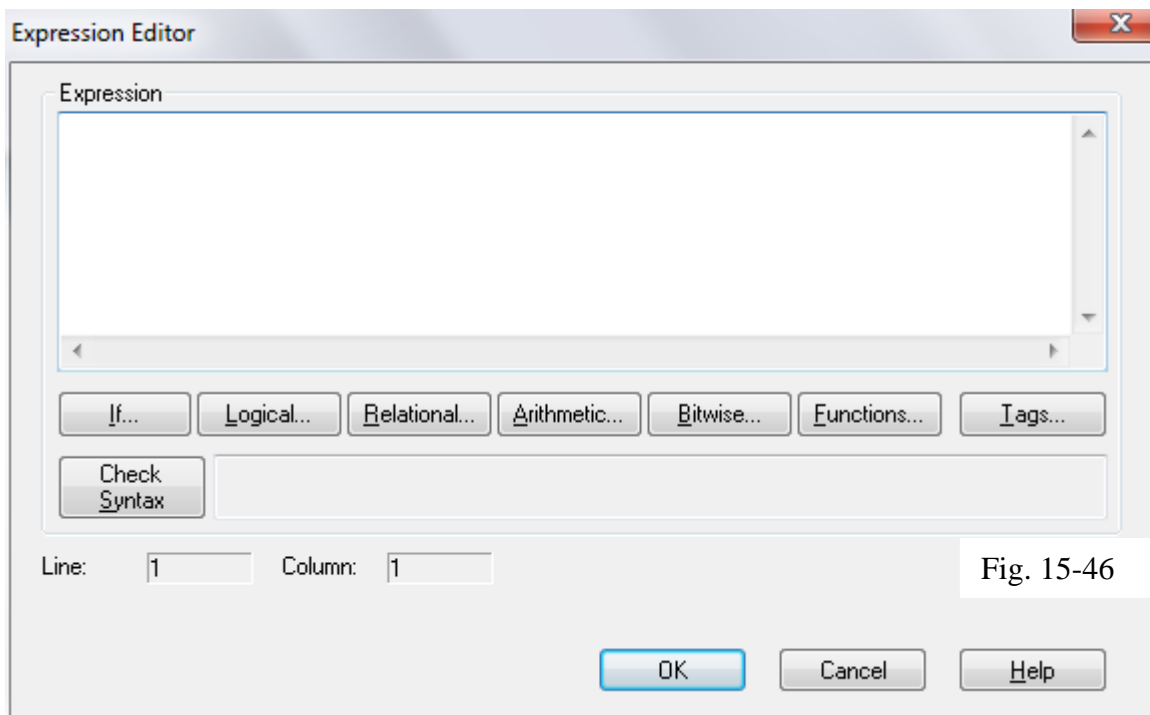 Expression Editor
X
Expression
If... Logical... Relational... Arithmetic... Bitwise... Functions... Tags...
Check
Syntax
Line: 1 Column: 1
Fig. 15-46
OK Cancel Help